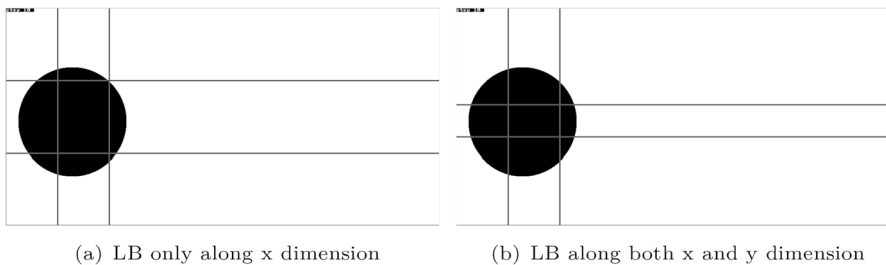 (a) LB only along x dimension
(b) LB along both x and y dimension